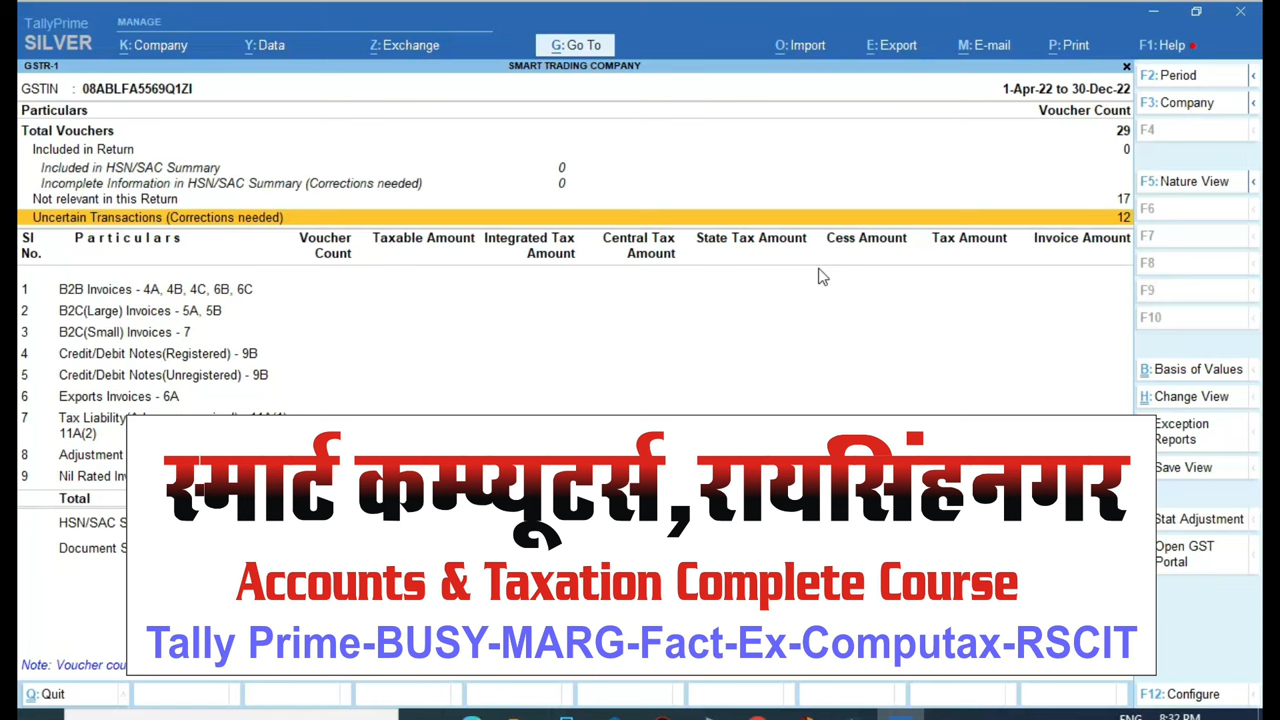 TallyPrime
SILVER
MANAGE
K: Company Y: Data Z: Exchange G: Go To O: Import E: Export M: E-mail P: Print F1: Help
GSTR-1 SMART TRADING COMPANY
GSTIN : 08ABLFA5569Q1ZI 1-Apr-22 to 30-Dec-22
Particulars Voucher Count
Total Vouchers 29
Included in Return 0
Included in HSN/SAC Summary 0
Incomplete Information in HSN/SAC Summary (Corrections needed) 0
Not relevant in this Return 17
Uncertain Transactions (Corrections needed) 12
Sl No. Particulars Voucher Count Taxable Amount Integrated Tax Amount Central Tax Amount State Tax Amount Cess Amount Tax Amount Invoice Amount
1 B2B Invoices - 4A, 4B, 4C, 6B, 6C
2 B2C(Large) Invoices - 5A, 5B
3 B2C(Small) Invoices - 7
4 Credit/Debit Notes(Registered) - 9B
5 Credit/Debit Notes(Unregistered) - 9B
6 Exports Invoices - 6A
7 Tax
11A(2)
8 Adjustment
9 Nil Rated
Total
HSN/SAC
Document
स्मार्ट कम्प्यूटर्स,रायसिंहनगर
Accounts & Taxation Complete Course
Tally Prime-BUSY-MARG-Fact-Ex-Computax-RSCIT
Note: Voucher
Q: Quit
F2: Period
F3: Company
F4
F5: Nature View
F6
F7
F8
F9
F10
B: Basis of Values
H: Change View
Exception
Reports
Save View
Stat Adjustment
Open GST
Portal
F12: Configure
ENG 8:32 PM